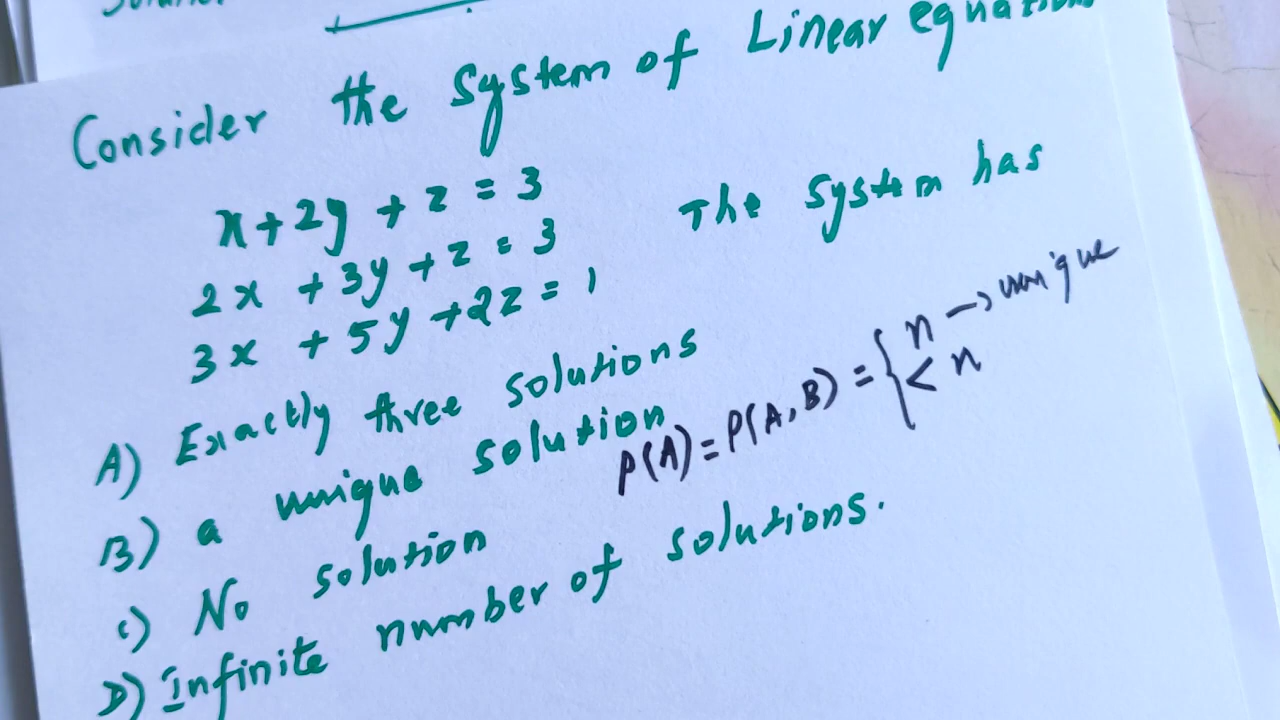 Consider the system of Linear equations
x + 2y + z = 3
2x + 3y + z = 3 The system has
3x + 5y + 2z = 1
A) Exactly three solutions
B) a unique solution
ρ(A) = ρ(A, B) = { n → unique
< n
C) No solution
D) Infinite number of solutions.